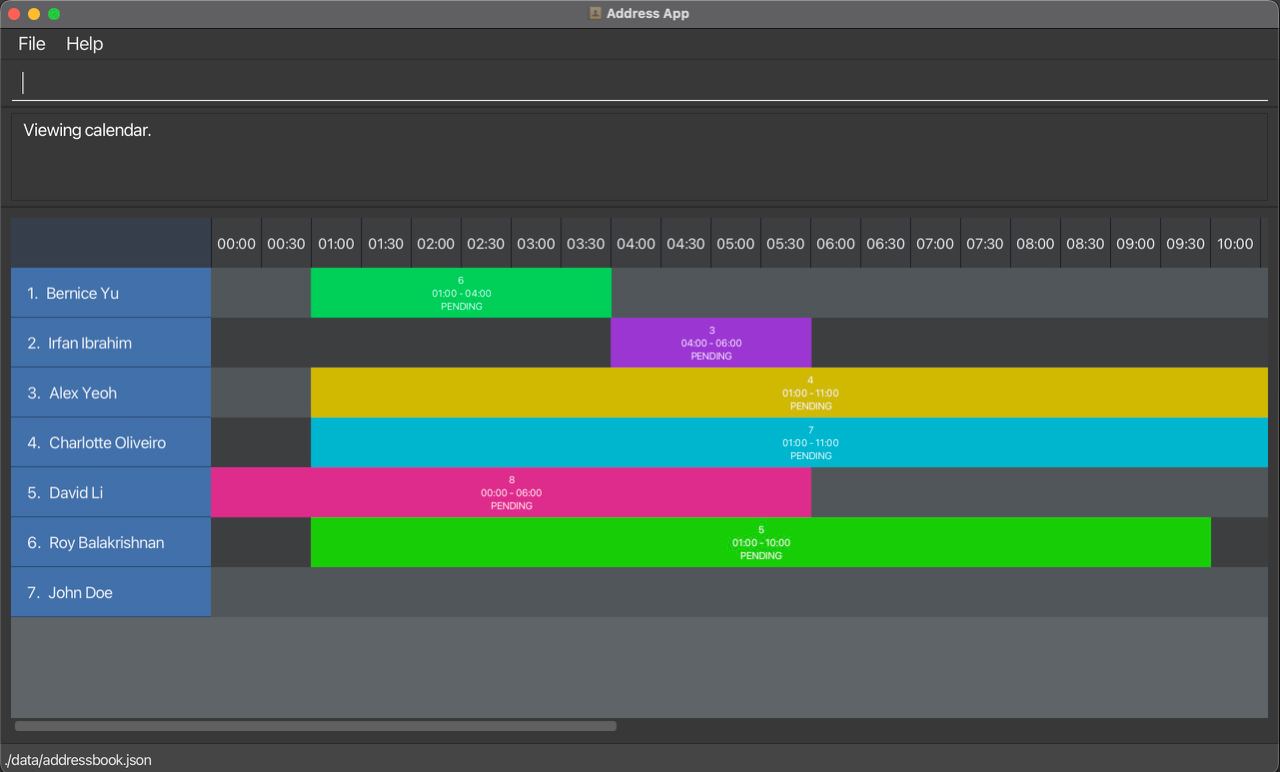 Address App
File Help
Viewing calendar.
00:00 00:30 01:00 01:30 02:00 02:30 03:00 03:30 04:00 04:30 05:00 05:30 06:00 06:30 07:00 07:30 08:00 08:30 09:00 09:30 10:00
1. Bernice Yu
6
01:00 - 04:00
PENDING
2. Irfan Ibrahim
3
04:00 - 06:00
PENDING
3. Alex Yeoh
4
01:00 - 11:00
PENDING
4. Charlotte Oliveiro
7
01:00 - 11:00
PENDING
5. David Li
8
00:00 - 06:00
PENDING
6. Roy Balakrishnan
5
01:00 - 10:00
PENDING
7. John Doe
./data/addressbook.json